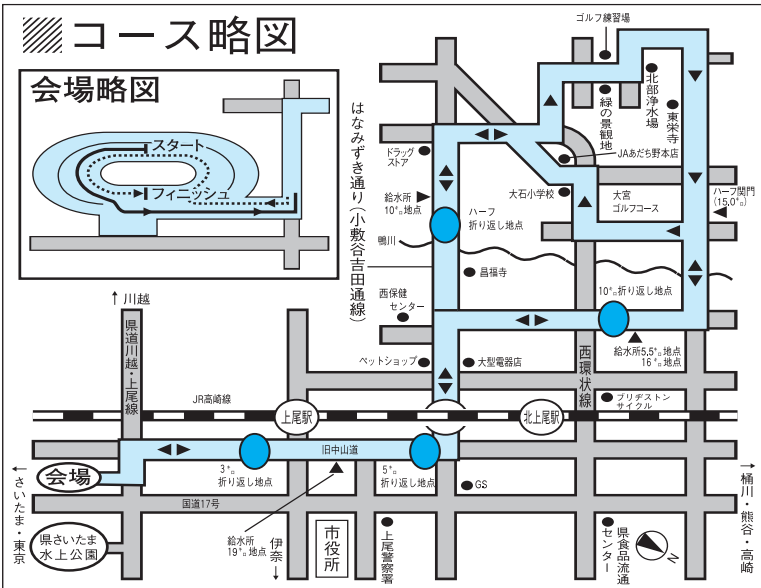 コース略図
会場略図
スタート
フィニッシュ
はなみずき通り(小敷谷吉田通線)
ゴルフ練習場
北部浄水場
緑の景観地
東栄寺
JAあだち野本店
ドラッグ
ストア
給水所
10㌔地点
ハーフ
折り返し地点
大石小学校
大宮
ゴルフコース
ハーフ関門
(15.0㌔)
鴨川
昌福寺
西保健
センター
10㌔折り返し地点
給水所5.5㌔地点
16㌔地点
↑川越
県道川越・上尾線
ペットショップ
大型電器店
西環状線
ブリヂストン
サイクル
JR高崎線
上尾駅
北上尾駅
旧中山道
会場
3㌔
折り返し地点
5㌔
折り返し地点
GS
国道17号
←さいたま・東京
→桶川・熊谷・高崎
県さいたま
水上公園
給水所
19㌔地点
伊奈→
市役所
上尾警察署
県食品流通
センター
N